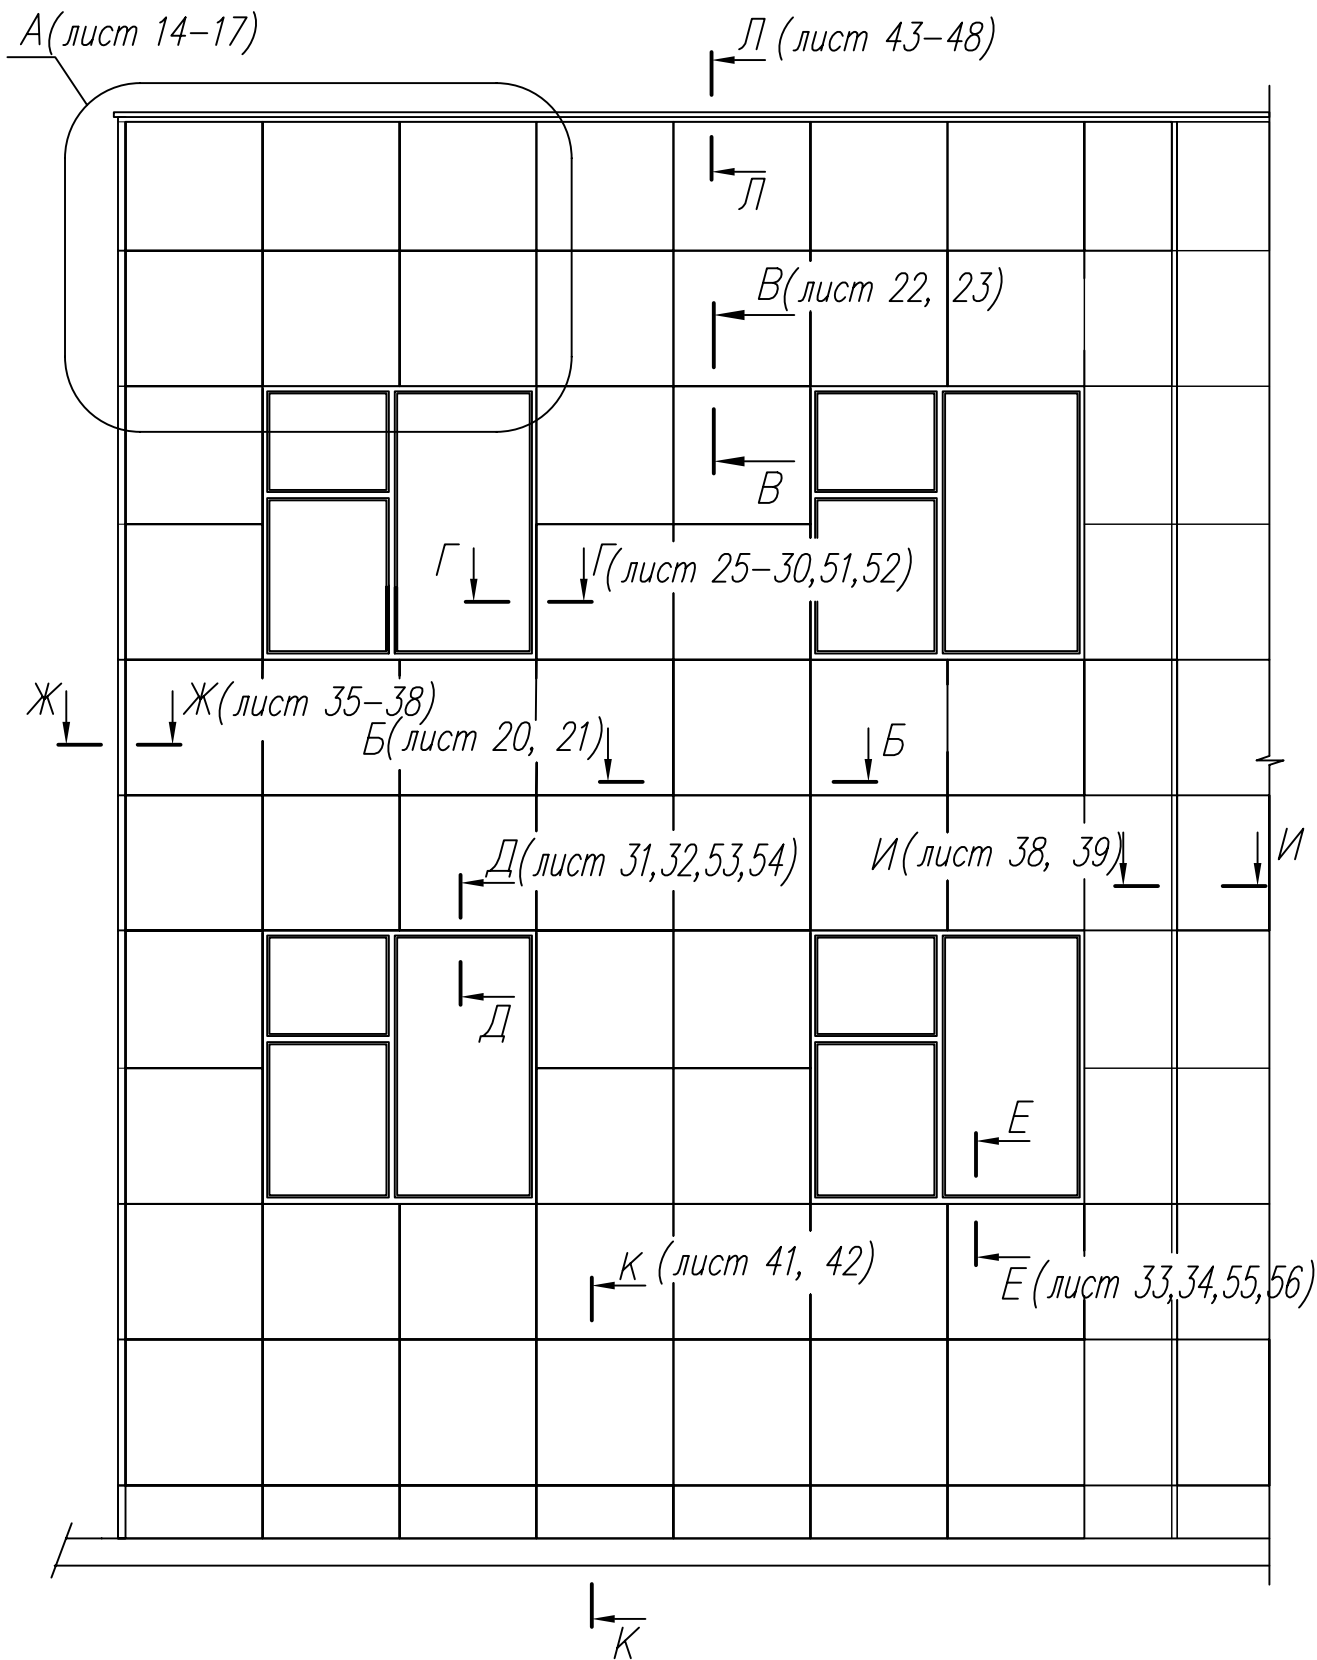 А(лист 14-17)
Л (лист 43-48)
Л
В(лист 22, 23)
В
Г
Г(лист 25-30,51,52)
Ж
Ж(лист 35-38)
Б(лист 20, 21)
Б
Д(лист 31,32,53,54)
И(лист 38, 39)
И
Д
Е
К (лист 41, 42)
Е(лист 33,34,55,56)
К